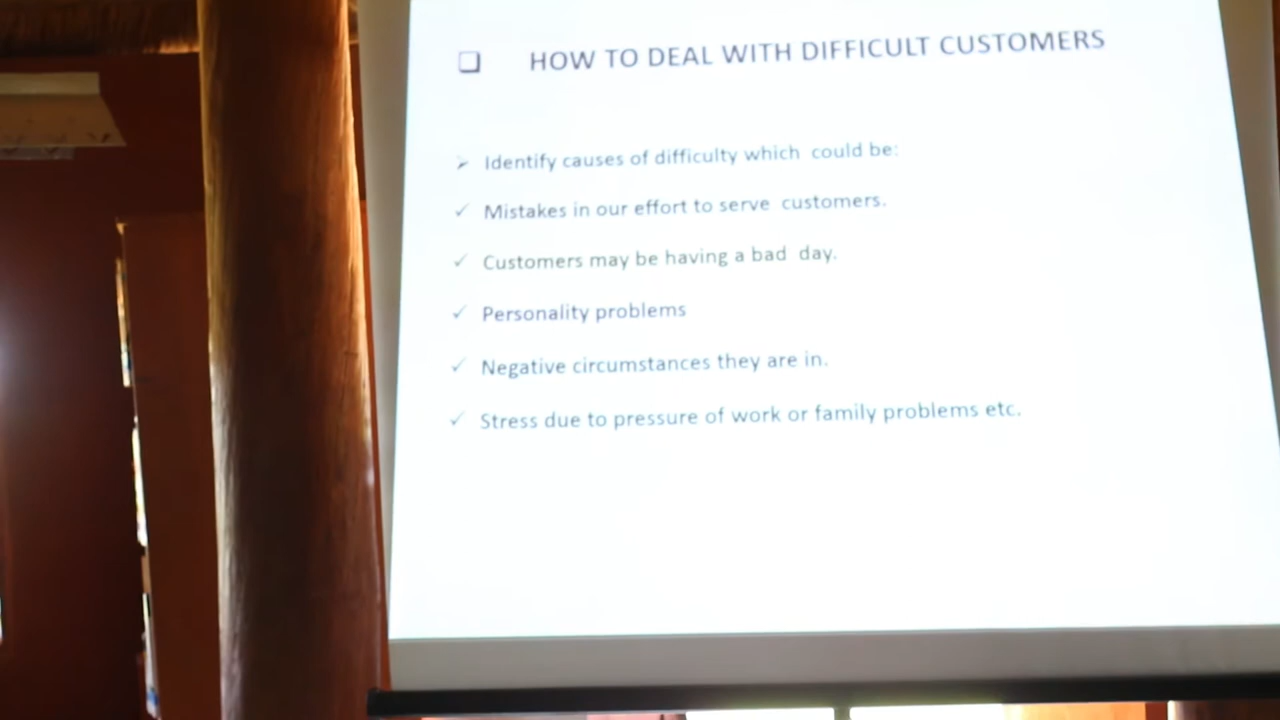 ❑ HOW TO DEAL WITH DIFFICULT CUSTOMERS
➢ Identify causes of difficulty which could be:
✓ Mistakes in our effort to serve customers.
✓ Customers may be having a bad day.
✓ Personality problems
✓ Negative circumstances they are in.
✓ Stress due to pressure of work or family problems etc.